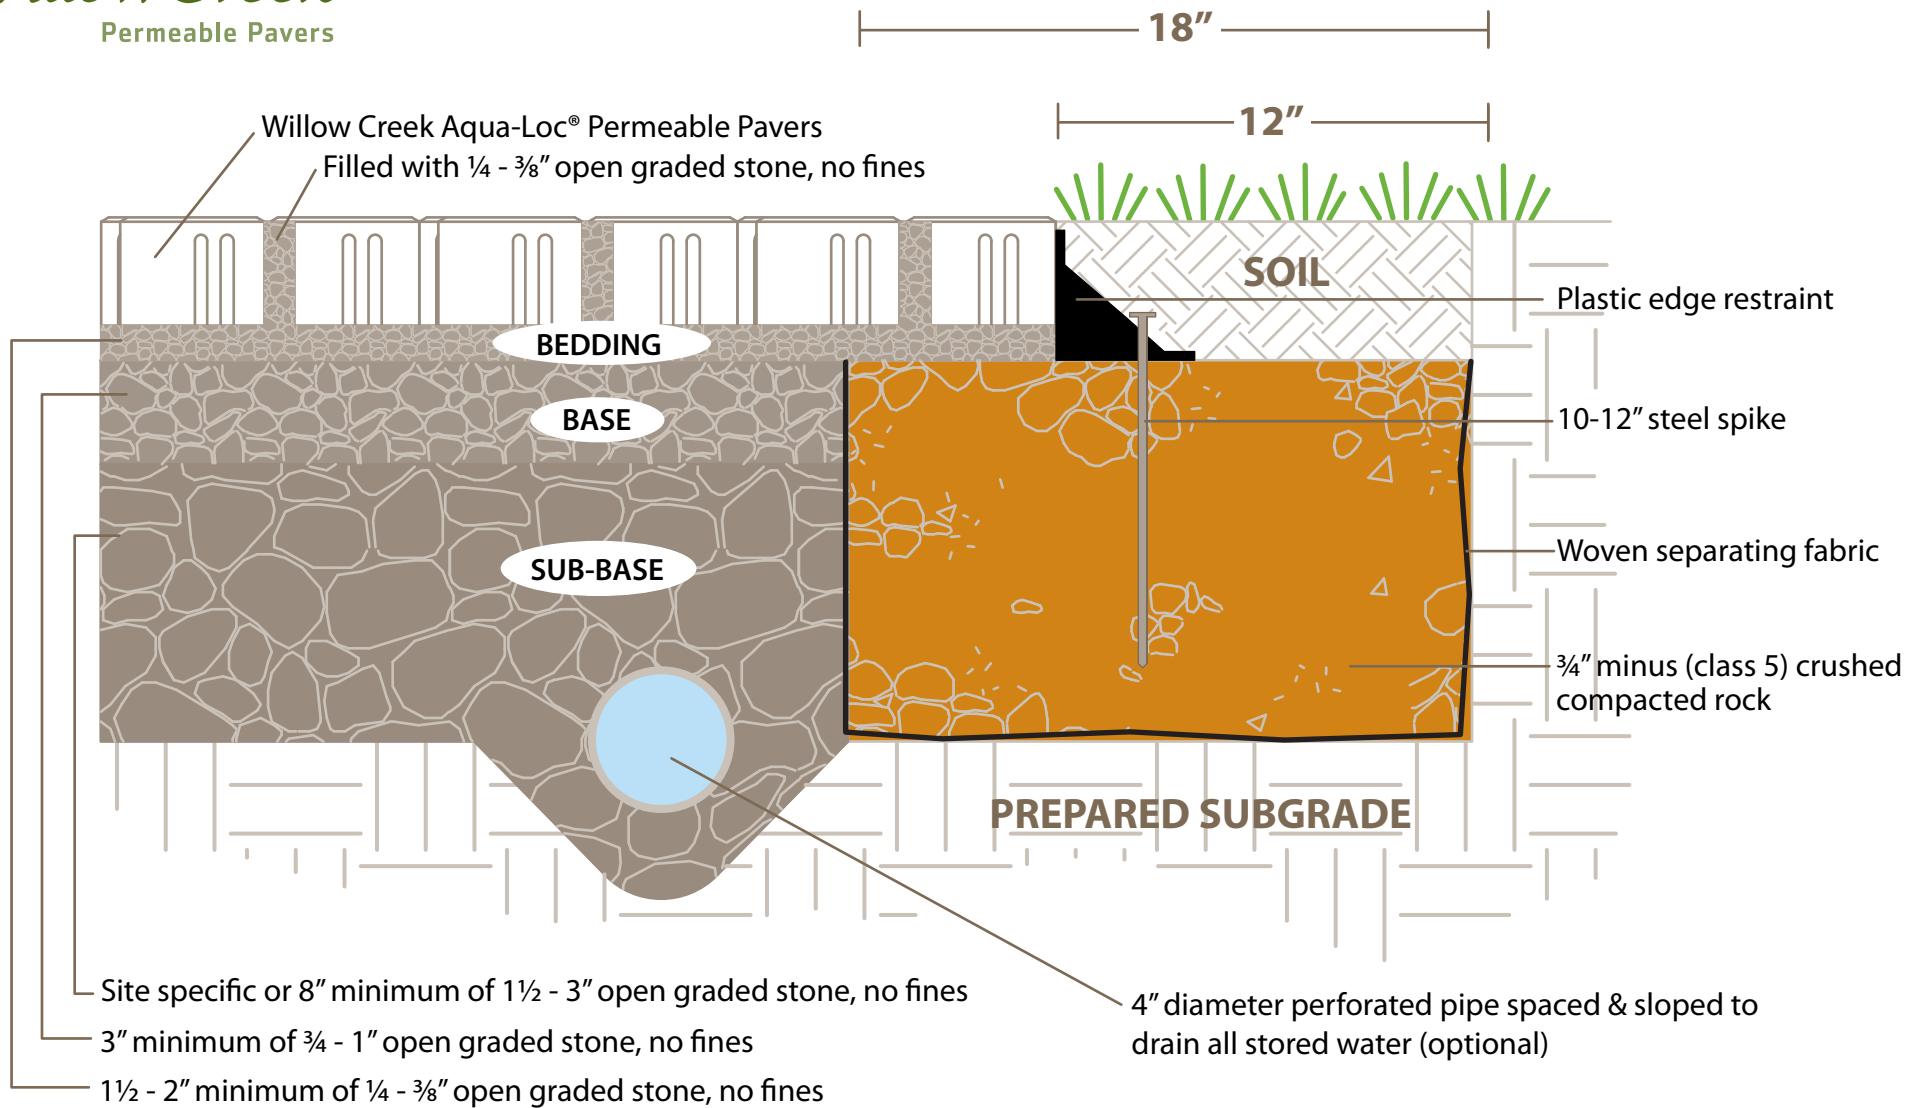 Permeable Pavers
18”
12”
Willow Creek Aqua-Loc® Permeable Pavers
Filled with ¼ - ⅜” open graded stone, no fines
SOIL
Plastic edge restraint
BEDDING
BASE
10-12” steel spike
Woven separating fabric
SUB-BASE
¾” minus (class 5) crushed
compacted rock
PREPARED SUBGRADE
Site specific or 8” minimum of 1½ - 3” open graded stone, no fines
3” minimum of ¾ - 1” open graded stone, no fines
1½ - 2” minimum of ¼ - ⅜” open graded stone, no fines
4” diameter perforated pipe spaced & sloped to
drain all stored water (optional)